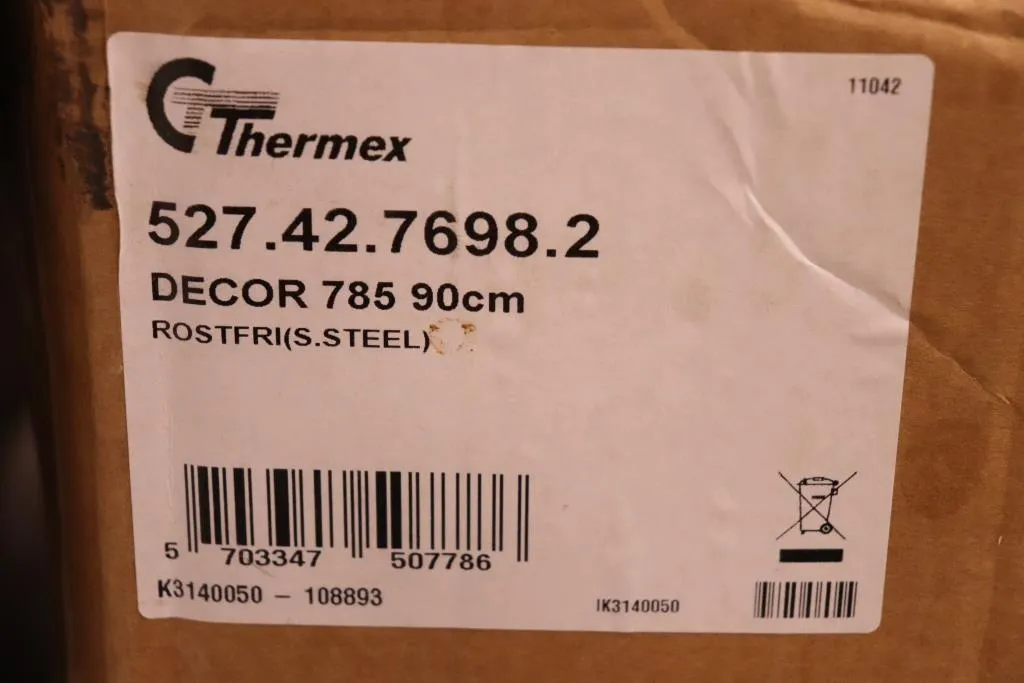 11042
Thermex
527.42.7698.2
DECOR 785 90cm
ROSTFRI(S.STEEL)
5 703347 507786
K3140050 - 108893
IK3140050